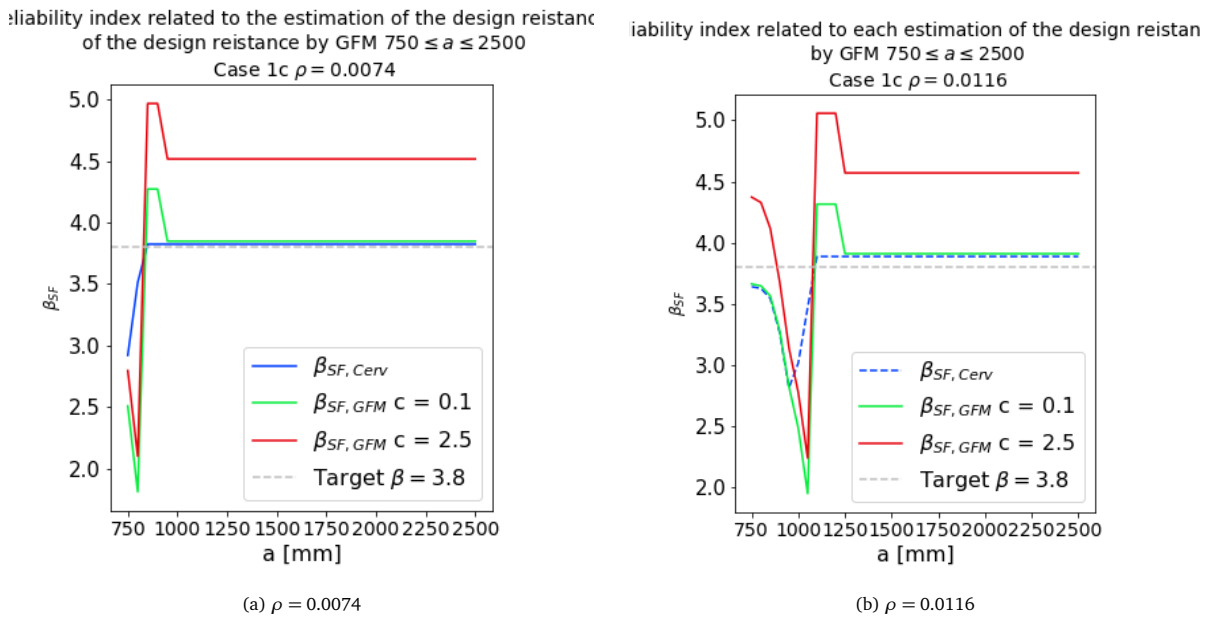 eliability index related to the estimation of the design reistanc
of the design reistance by GFM 750 ≤ a ≤ 2500
Case 1c ρ = 0.0074
5.0
4.5
4.0
3.5
3.0
2.5
2.0
β_SF
β_SF, Cerv
β_SF, GFM c = 0.1
β_SF, GFM c = 2.5
Target β = 3.8
750 1000 1250 1500 1750 2000 2250 2500
a [mm]
(a) ρ = 0.0074
iability index related to each estimation of the design reistan
by GFM 750 ≤ a ≤ 2500
Case 1c ρ = 0.0116
5.0
4.5
4.0
3.5
3.0
2.5
2.0
β_SF
β_SF, Cerv
β_SF, GFM c = 0.1
β_SF, GFM c = 2.5
Target β = 3.8
750 1000 1250 1500 1750 2000 2250 2500
a [mm]
(b) ρ = 0.0116